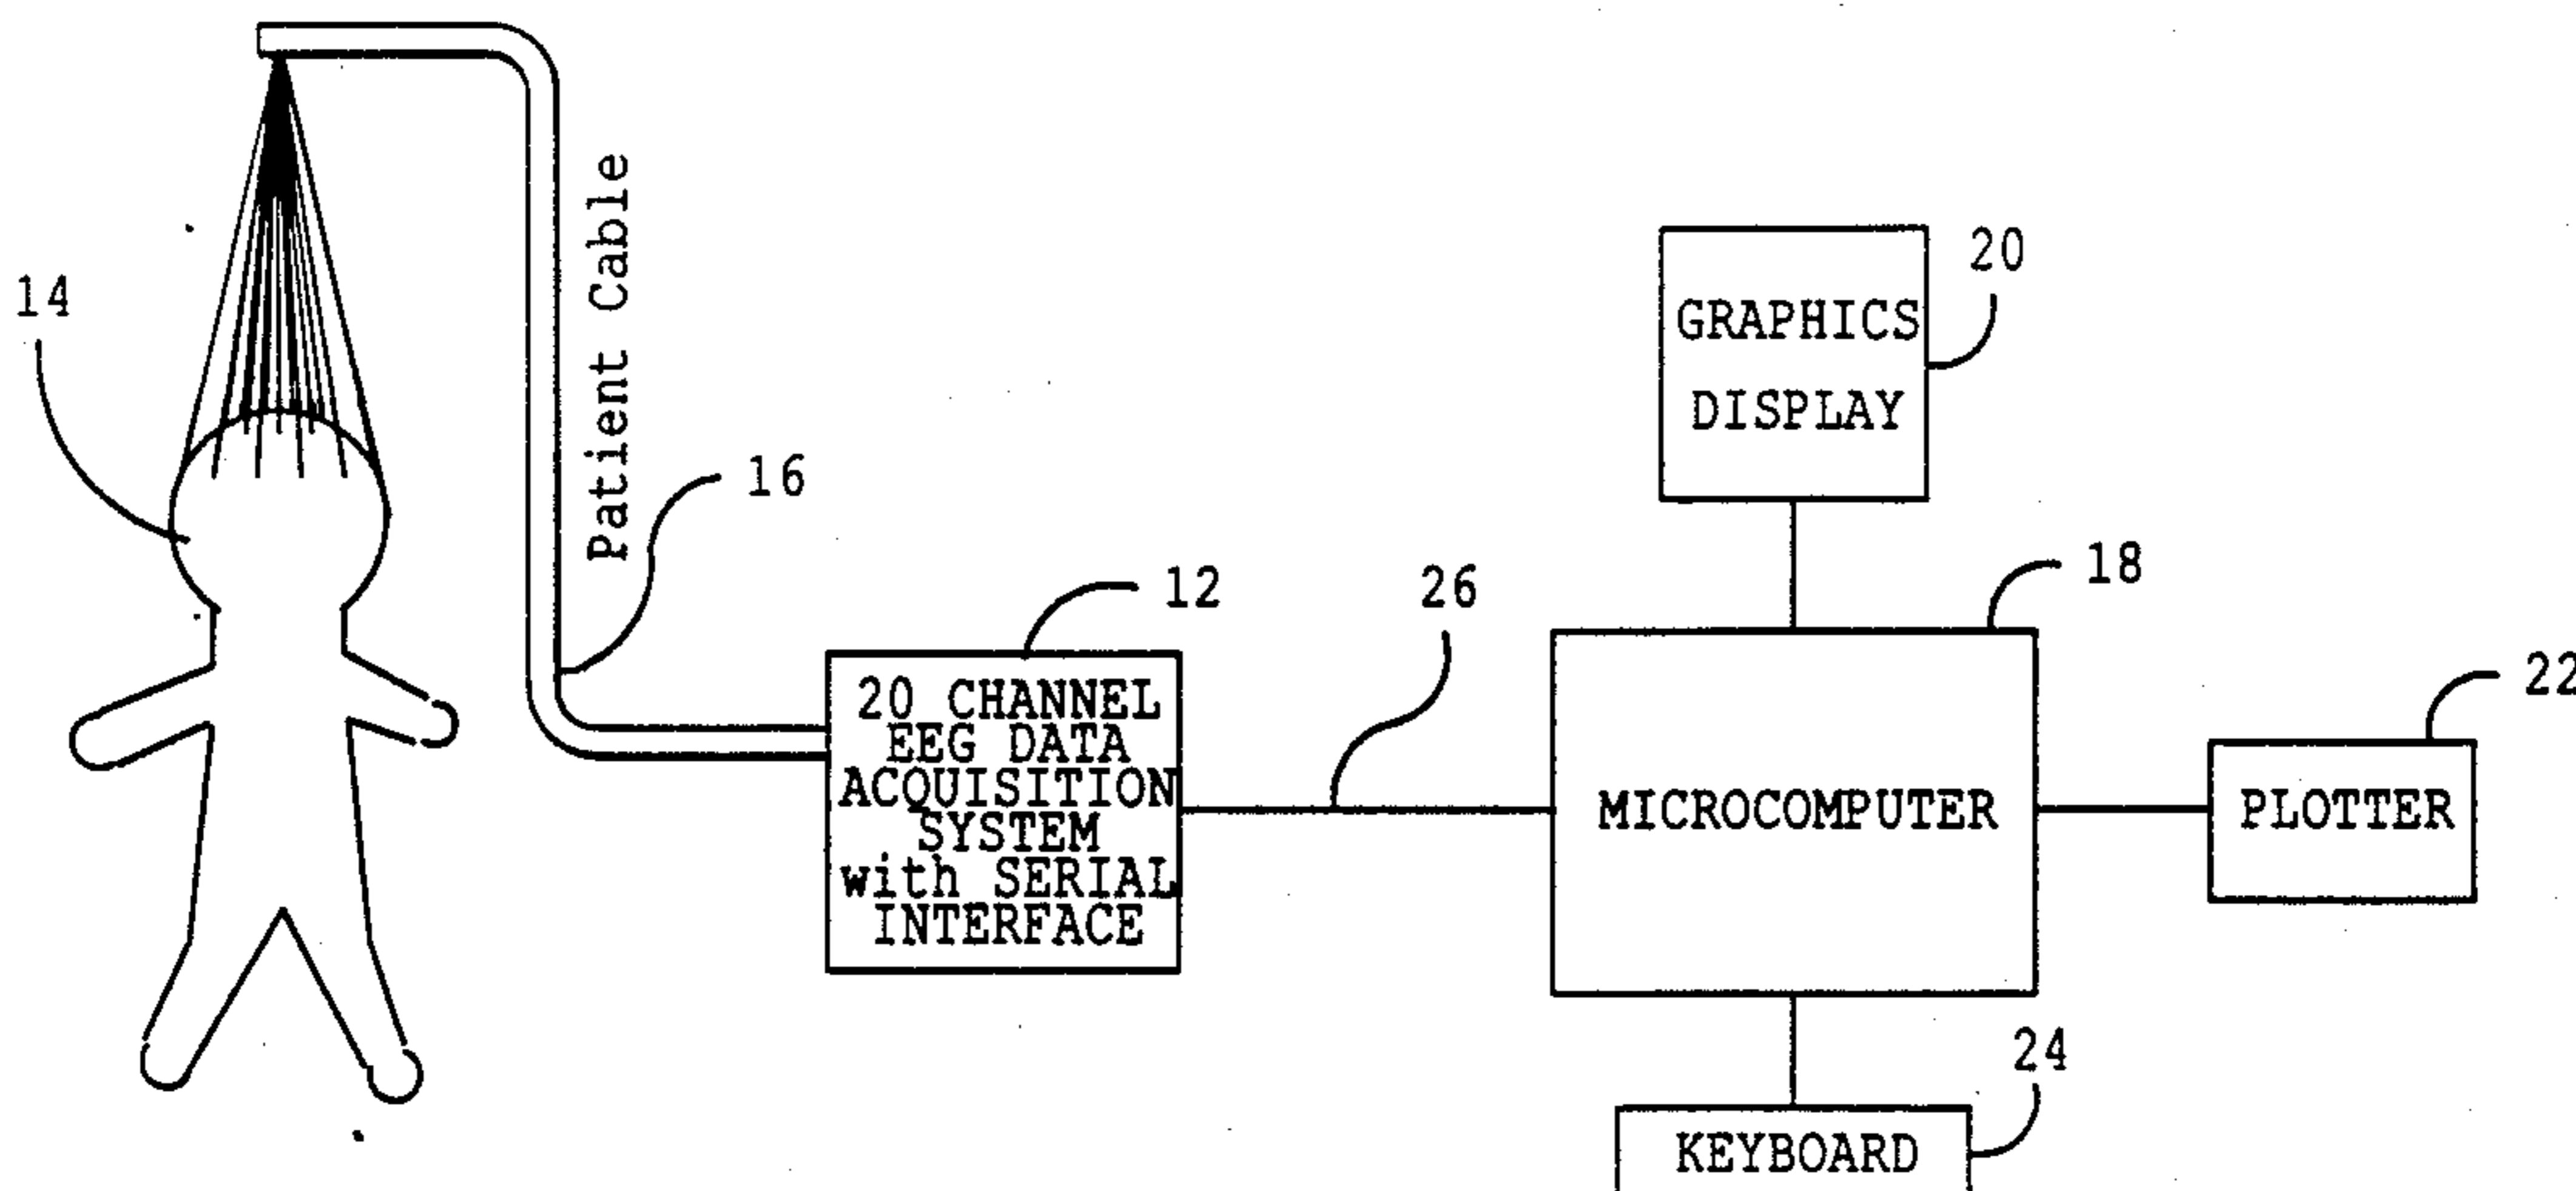 14
Patient Cable
16
12
20 CHANNEL
EEG DATA
ACQUISITION
SYSTEM
with SERIAL
INTERFACE
26
GRAPHICS
DISPLAY
20
18
MICROCOMPUTER
22
PLOTTER
24
KEYBOARD